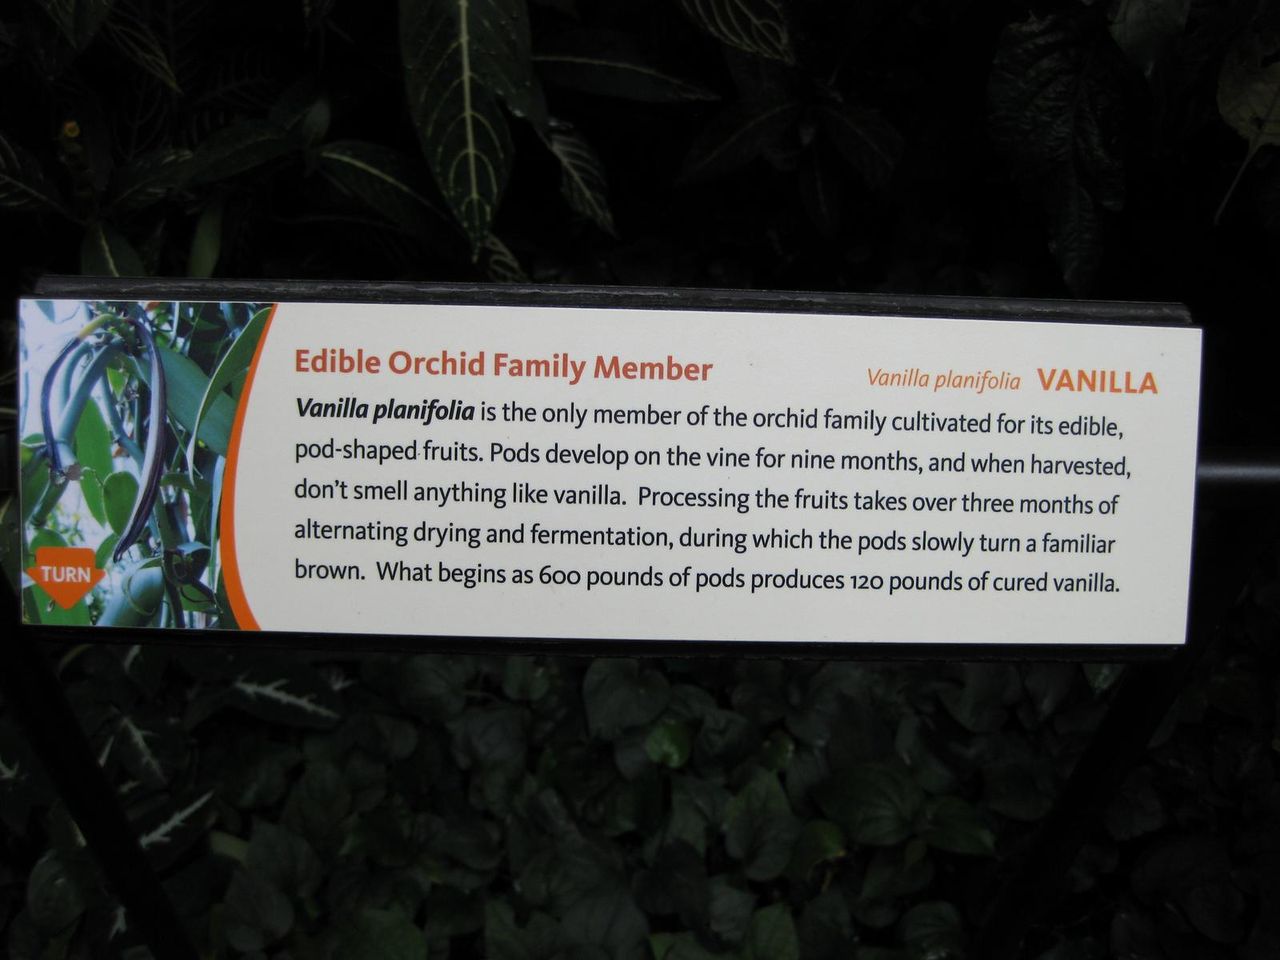 Edible Orchid Family Member
Vanilla planifolia VANILLA
Vanilla planifolia is the only member of the orchid family cultivated for its edible,
pod-shaped fruits. Pods develop on the vine for nine months, and when harvested,
don't smell anything like vanilla. Processing the fruits takes over three months of
alternating drying and fermentation, during which the pods slowly turn a familiar
brown. What begins as 600 pounds of pods produces 120 pounds of cured vanilla.
TURN